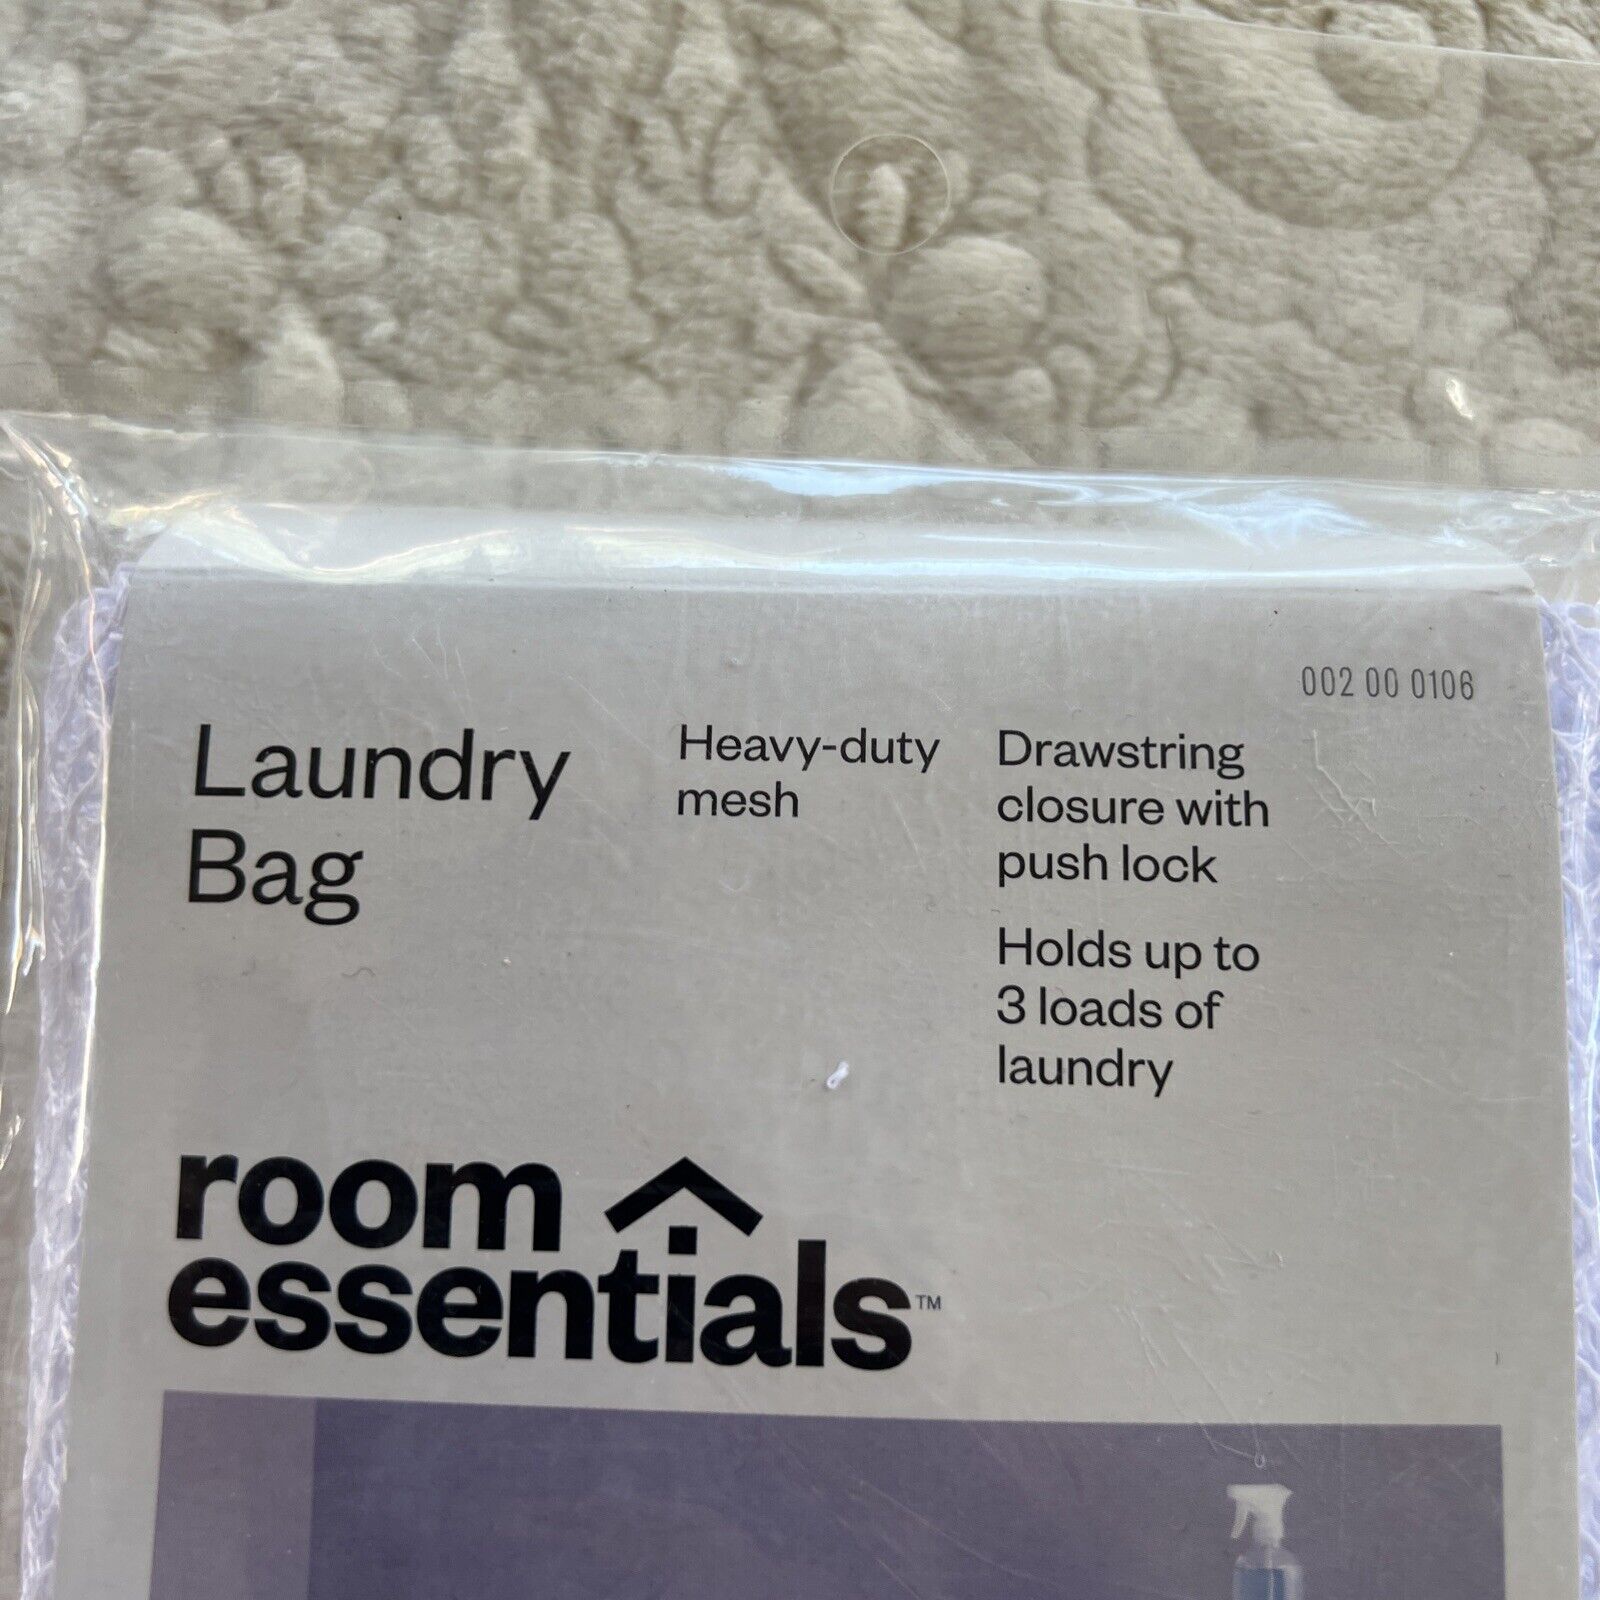 002 00 0106
Laundry
Bag
Heavy-duty
mesh
Drawstring
closure with
push lock
Holds up to
3 loads of
laundry
room
essentials™